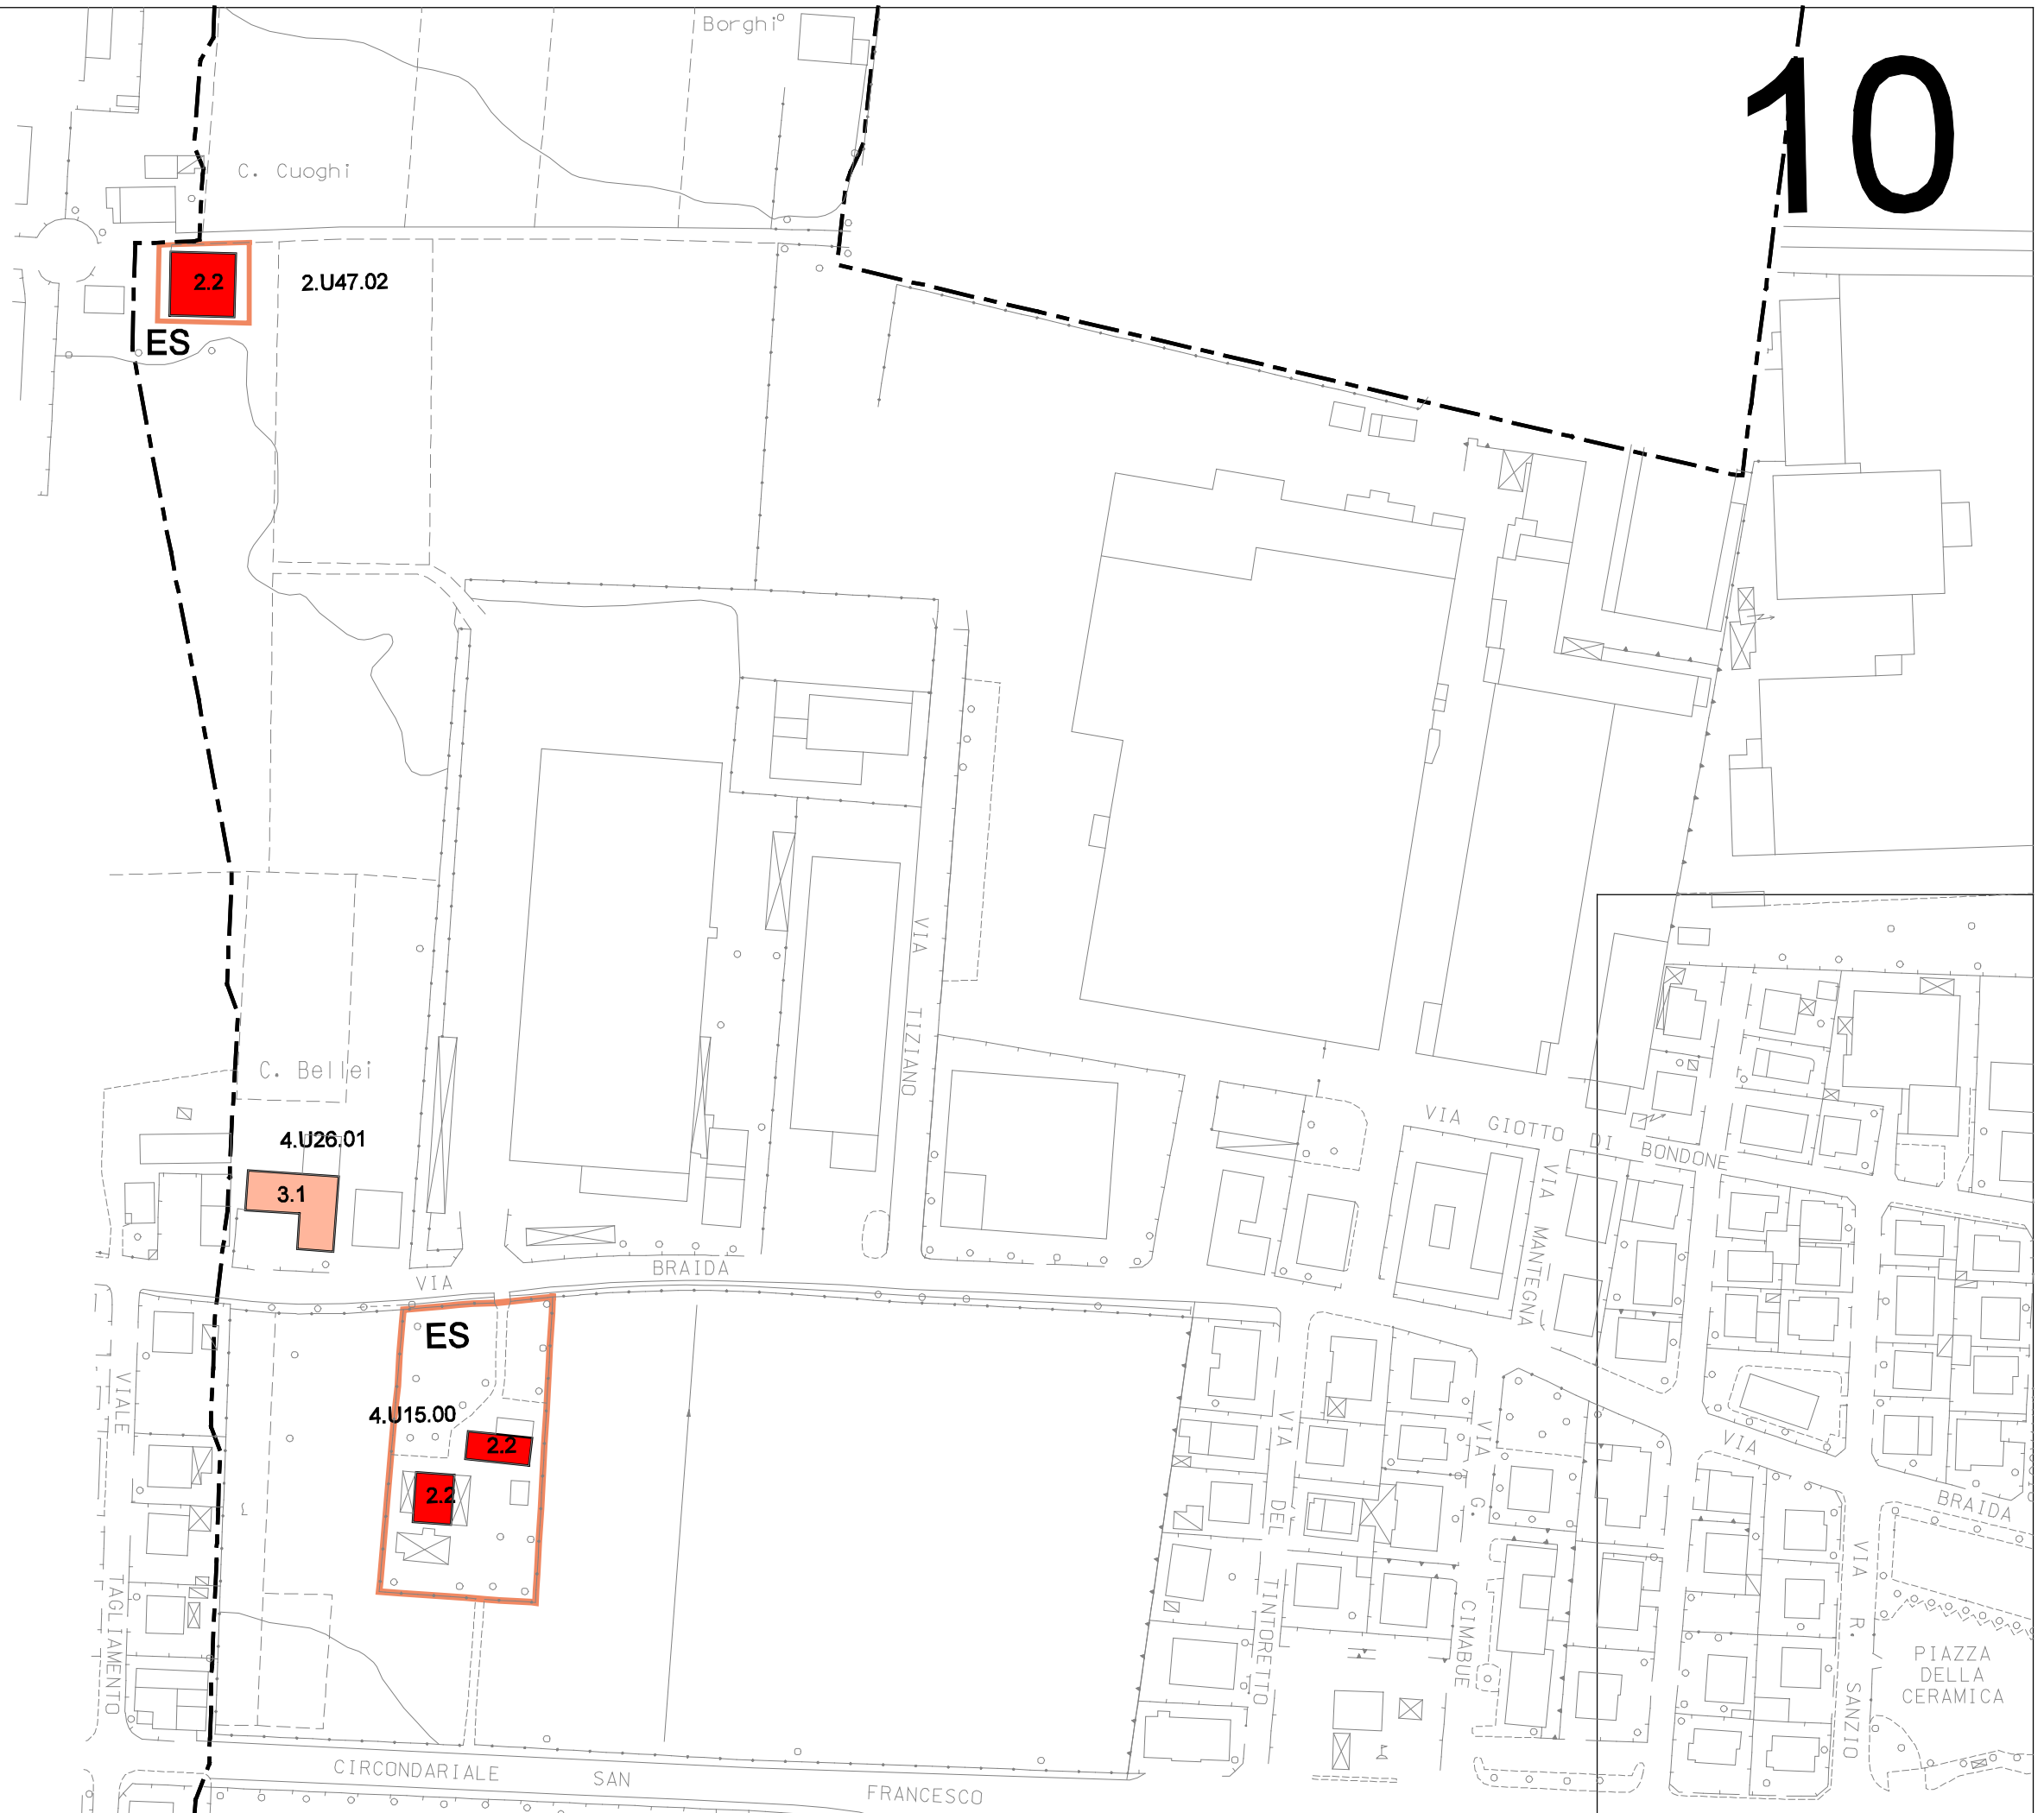 Borghi
10
C. Cuoghi
2.2
2.U47.02
ES
VIA
TIZIANO
C. Bellei
4.U26.01
3.1
VIA GIOTTO DI BONDONE
VIA MANTEGNA
VIA BRAIDA
ES
4.U15.00
2.2
2.2
VIALE
TAGLIAMENTO
VIA
DEL
TINTORETTO
VIA
G.
CIMABUE
VIA
BRAIDA
VIA
R.
SANZIO
PIAZZA
DELLA
CERAMICA
CIRCONDARIALE SAN FRANCESCO